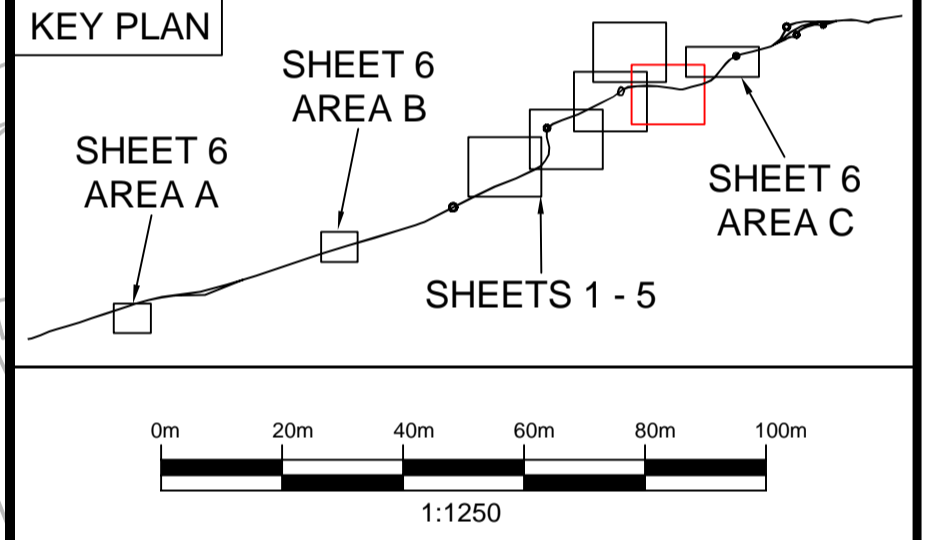 KEY PLAN
SHEET 6
AREA B
SHEET 6
AREA A
SHEET 6
AREA C
SHEETS 1 - 5
0m 20m 40m 60m 80m 100m
1:1250